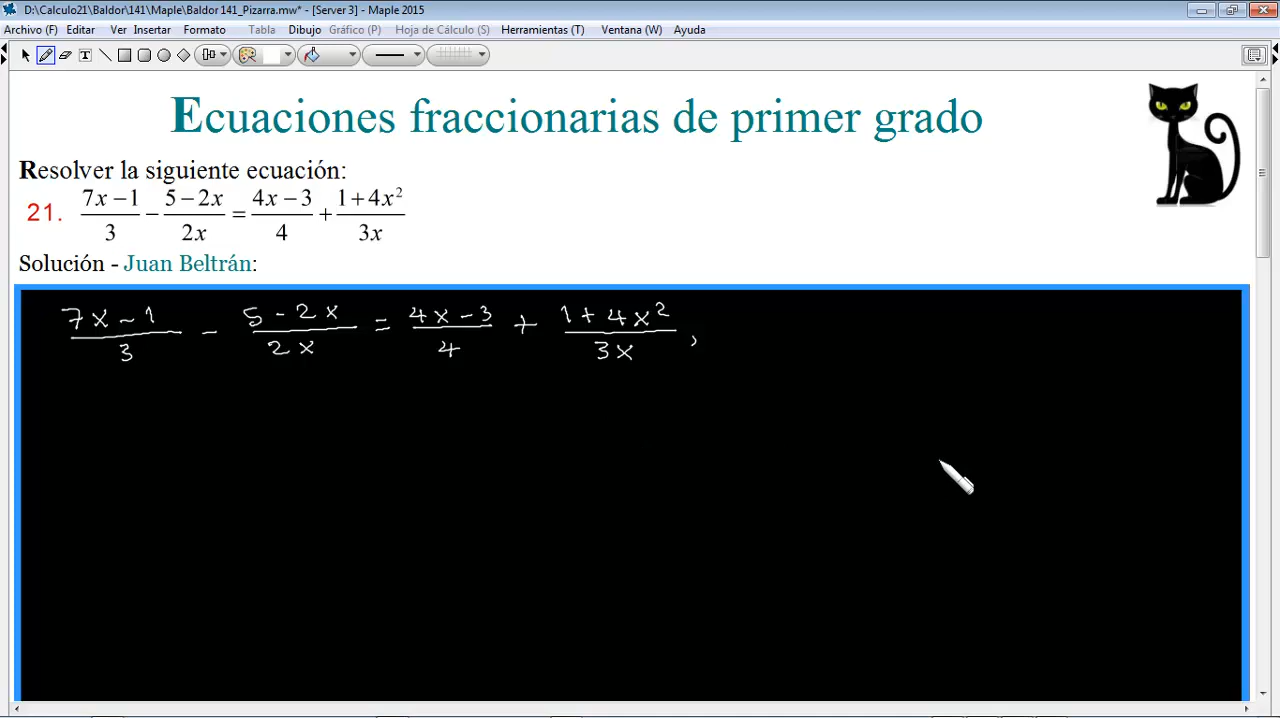 D:\Calculo21\Baldor\141\Maple\Baldor 141_Pizarra.mw* - [Server 3] - Maple 2015
Archivo (F) Editar Ver Insertar Formato Tabla Dibujo Gráfico (P) Hoja de Cálculo (S) Herramientas (T) Ventana (W) Ayuda
Ecuaciones fraccionarias de primer grado
Resolver la siguiente ecuación:
21. (7x − 1)/3 − (5 − 2x)/(2x) = (4x − 3)/4 + (1 + 4x²)/(3x)
Solución - Juan Beltrán:
(7x − 1)/3 − (5 − 2x)/(2x) = (4x − 3)/4 + (1 + 4x²)/(3x) ,